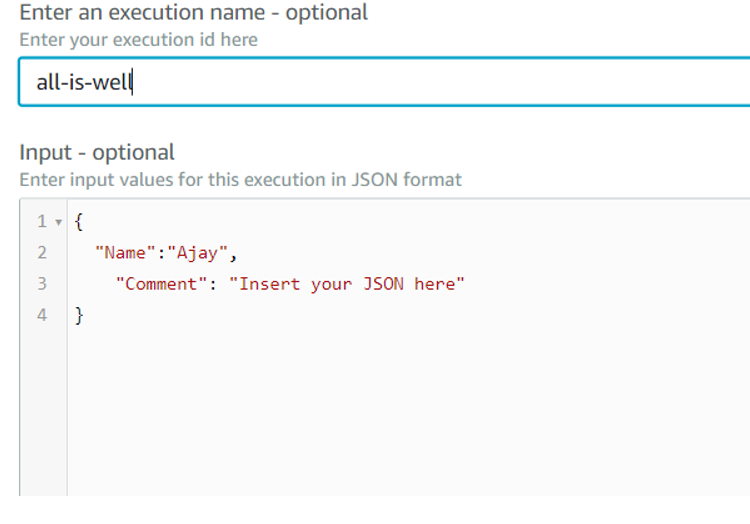 Enter an execution name - optional
Enter your execution id here
all-is-well
Input - optional
Enter input values for this execution in JSON format
1 {
2 "Name":"Ajay",
3 "Comment": "Insert your JSON here"
4 }